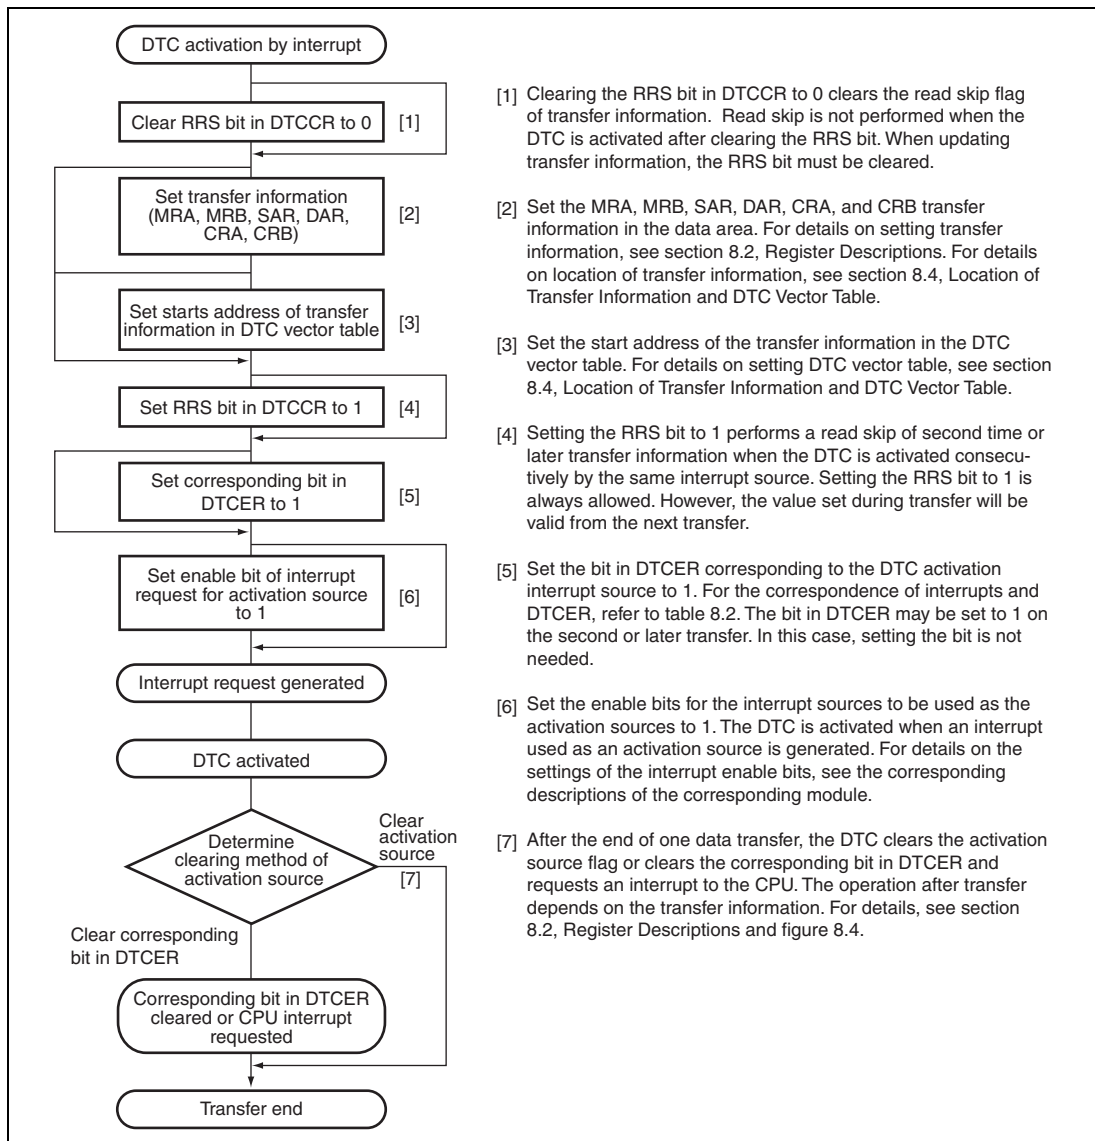 DTC activation by interrupt
Clear RRS bit in DTCCR to 0
[1]
Set transfer information
(MRA, MRB, SAR, DAR,
CRA, CRB)
[2]
Set starts address of transfer
information in DTC vector table
[3]
Set RRS bit in DTCCR to 1
[4]
Set corresponding bit in
DTCER to 1
[5]
Set enable bit of interrupt
request for activation source
to 1
[6]
Interrupt request generated
DTC activated
Determine
clearing method of
activation source
Clear
activation
source
[7]
Clear corresponding
bit in DTCER
Corresponding bit in DTCER
cleared or CPU interrupt
requested
Transfer end
[1] Clearing the RRS bit in DTCCR to 0 clears the read skip flag
of transfer information. Read skip is not performed when the
DTC is activated after clearing the RRS bit. When updating
transfer information, the RRS bit must be cleared.
[2] Set the MRA, MRB, SAR, DAR, CRA, and CRB transfer
information in the data area. For details on setting transfer
information, see section 8.2, Register Descriptions. For details
on location of transfer information, see section 8.4, Location of
Transfer Information and DTC Vector Table.
[3] Set the start address of the transfer information in the DTC
vector table. For details on setting DTC vector table, see section
8.4, Location of Transfer Information and DTC Vector Table.
[4] Setting the RRS bit to 1 performs a read skip of second time or
later transfer information when the DTC is activated consecu-
tively by the same interrupt source. Setting the RRS bit to 1 is
always allowed. However, the value set during transfer will be
valid from the next transfer.
[5] Set the bit in DTCER corresponding to the DTC activation
interrupt source to 1. For the correspondence of interrupts and
DTCER, refer to table 8.2. The bit in DTCER may be set to 1 on
the second or later transfer. In this case, setting the bit is not
needed.
[6] Set the enable bits for the interrupt sources to be used as the
activation sources to 1. The DTC is activated when an interrupt
used as an activation source is generated. For details on the
settings of the interrupt enable bits, see the corresponding
descriptions of the corresponding module.
[7] After the end of one data transfer, the DTC clears the activation
source flag or clears the corresponding bit in DTCER and
requests an interrupt to the CPU. The operation after transfer
depends on the transfer information. For details, see section
8.2, Register Descriptions and figure 8.4.